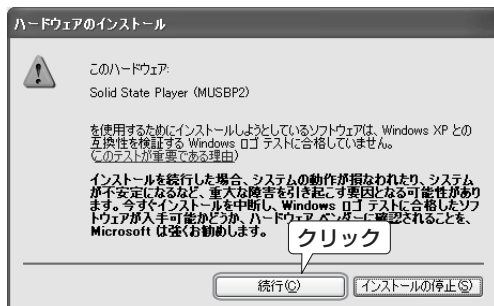 ハードウェアのインストール
このハードウェア:
Solid State Player (MUSBP2)
を使用するためにインストールしようとしているソフトウェアは、Windows XP との
互換性を検証する Windows ロゴ テストに合格していません。
(このテストが重要である理由)
インストールを続行した場合、システムの動作が損なわれたり、システム
が不安定になるなど、重大な障害を引き起こす要因となる可能性があり
ます。今すぐインストールを中断し、Windows ロゴ テストに合格したソフ
トウェアが入手可能かどうか、ハードウェア ベンダーに確認されることを、
Microsoft は強くお勧めします。
クリック
続行(C)
インストールの停止(S)